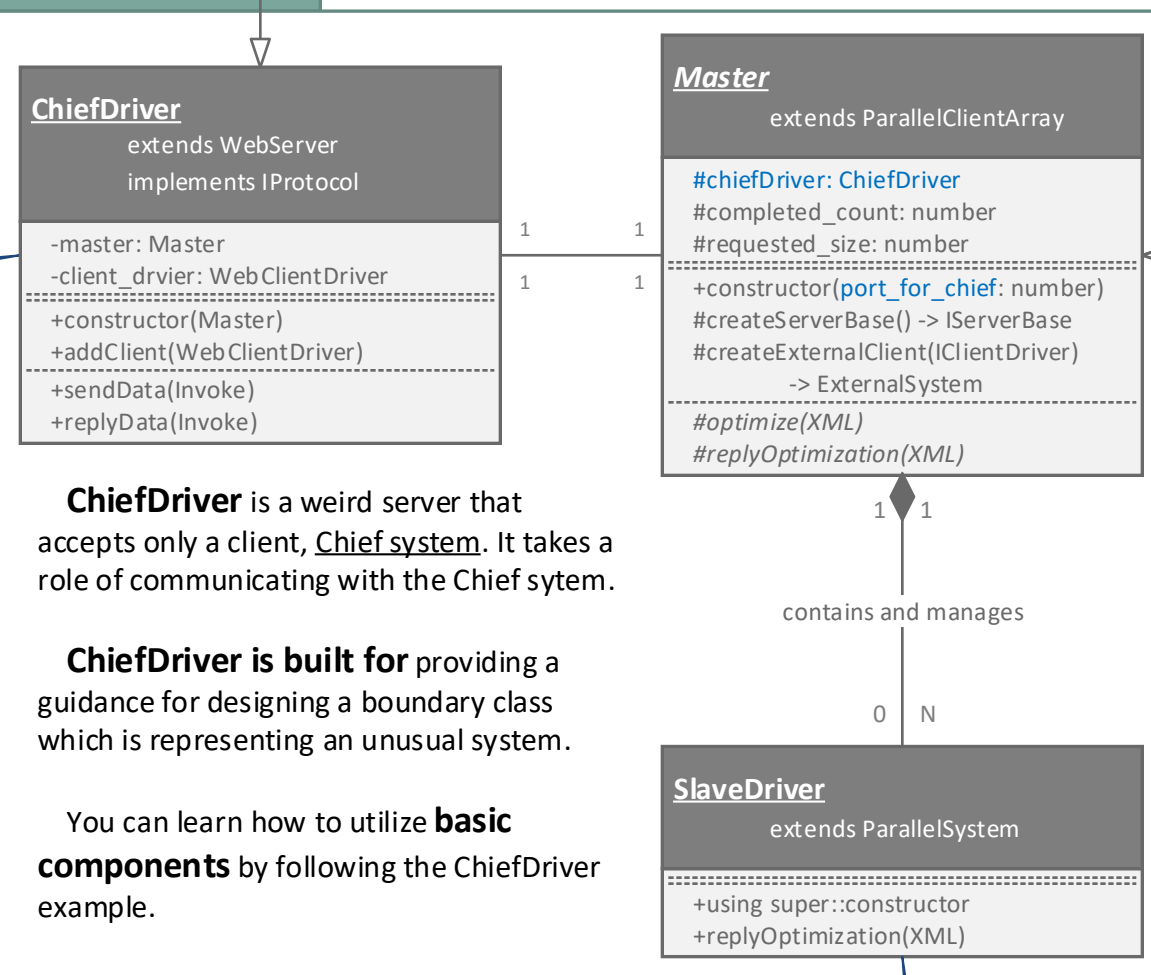 ChiefDriver
extends WebServer
implements IProtocol
-master: Master
-client_drvier: WebClientDriver
+constructor(Master)
+addClient(WebClientDriver)
+sendData(Invoke)
+replyData(Invoke)
1 1
1 1
Master
extends ParallelClientArray
#chiefDriver: ChiefDriver
#completed_count: number
#requested_size: number
+constructor(port_for_chief: number)
#createServerBase() -> IServerBase
#createExternalClient(IClientDriver)
-> ExternalSystem
#optimize(XML)
#replyOptimization(XML)
1 1
contains and manages
0 N
SlaveDriver
extends ParallelSystem
+using super::constructor
+replyOptimization(XML)
ChiefDriver is a weird server that
accepts only a client, Chief system. It takes a
role of communicating with the Chief sytem.
ChiefDriver is built for providing a
guidance for designing a boundary class
which is representing an unusual system.
You can learn how to utilize basic
components by following the ChiefDriver
example.